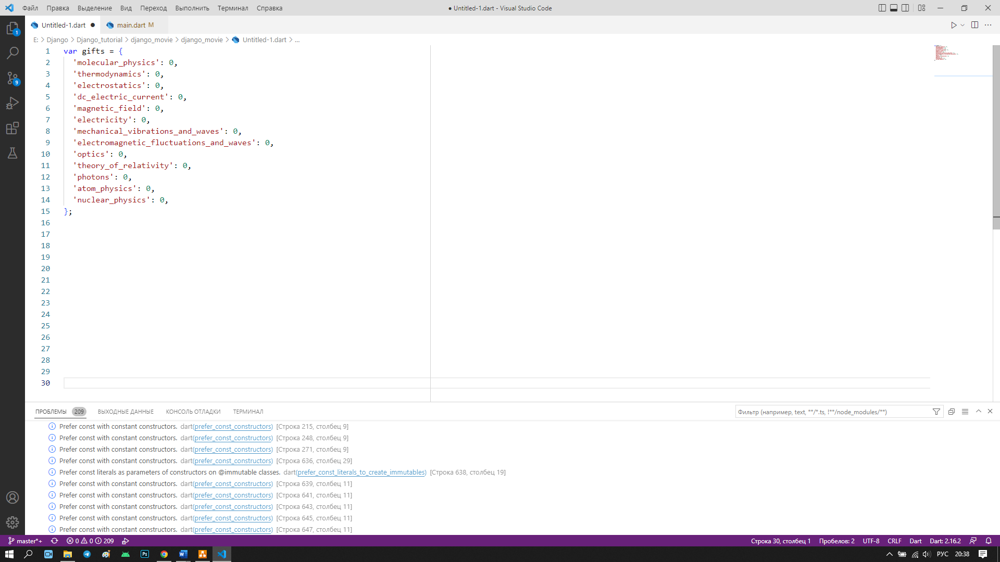 Файл Правка Выделение Вид Переход Выполнить Терминал Справка
● Untitled-1.dart - Visual Studio Code
Untitled-1.dart ●
main.dart M
E: > Django > Django_tutorial > django_movie > django_movie > Untitled-1.dart > ...
1 var gifts = {
2 'molecular_physics': 0,
3 'thermodynamics': 0,
4 'electrostatics': 0,
5 'dc_electric_current': 0,
6 'magnetic_field': 0,
7 'electricity': 0,
8 'mechanical_vibrations_and_waves': 0,
9 'electromagnetic_fluctuations_and_waves': 0,
10 'optics': 0,
11 'theory_of_relativity': 0,
12 'photons': 0,
13 'atom_physics': 0,
14 'nuclear_physics': 0,
15 };
16
17
18
19
20
21
22
23
24
25
26
27
28
29
30
1
9
ПРОБЛЕМЫ 209 ВЫХОДНЫЕ ДАННЫЕ КОНСОЛЬ ОТЛАДКИ ТЕРМИНАЛ
Фильтр (например, text, **/*.ts, !**/node_modules/**)
Prefer const with constant constructors. dart(prefer_const_constructors) [Строка 215, столбец 9]
Prefer const with constant constructors. dart(prefer_const_constructors) [Строка 248, столбец 9]
Prefer const with constant constructors. dart(prefer_const_constructors) [Строка 271, столбец 9]
Prefer const with constant constructors. dart(prefer_const_constructors) [Строка 636, столбец 29]
Prefer const literals as parameters of constructors on @immutable classes. dart(prefer_const_literals_to_create_immutables) [Строка 638, столбец 19]
Prefer const with constant constructors. dart(prefer_const_constructors) [Строка 639, столбец 11]
Prefer const with constant constructors. dart(prefer_const_constructors) [Строка 641, столбец 11]
Prefer const with constant constructors. dart(prefer_const_constructors) [Строка 643, столбец 11]
Prefer const with constant constructors. dart(prefer_const_constructors) [Строка 645, столбец 11]
Prefer const with constant constructors. dart(prefer_const_constructors) [Строка 647, столбец 11]
master*+ 0 0 209
Строка 30, столбец 1 Пробелов: 2 UTF-8 CRLF Dart Dart: 2.16.2
Ps
РУС 20:38